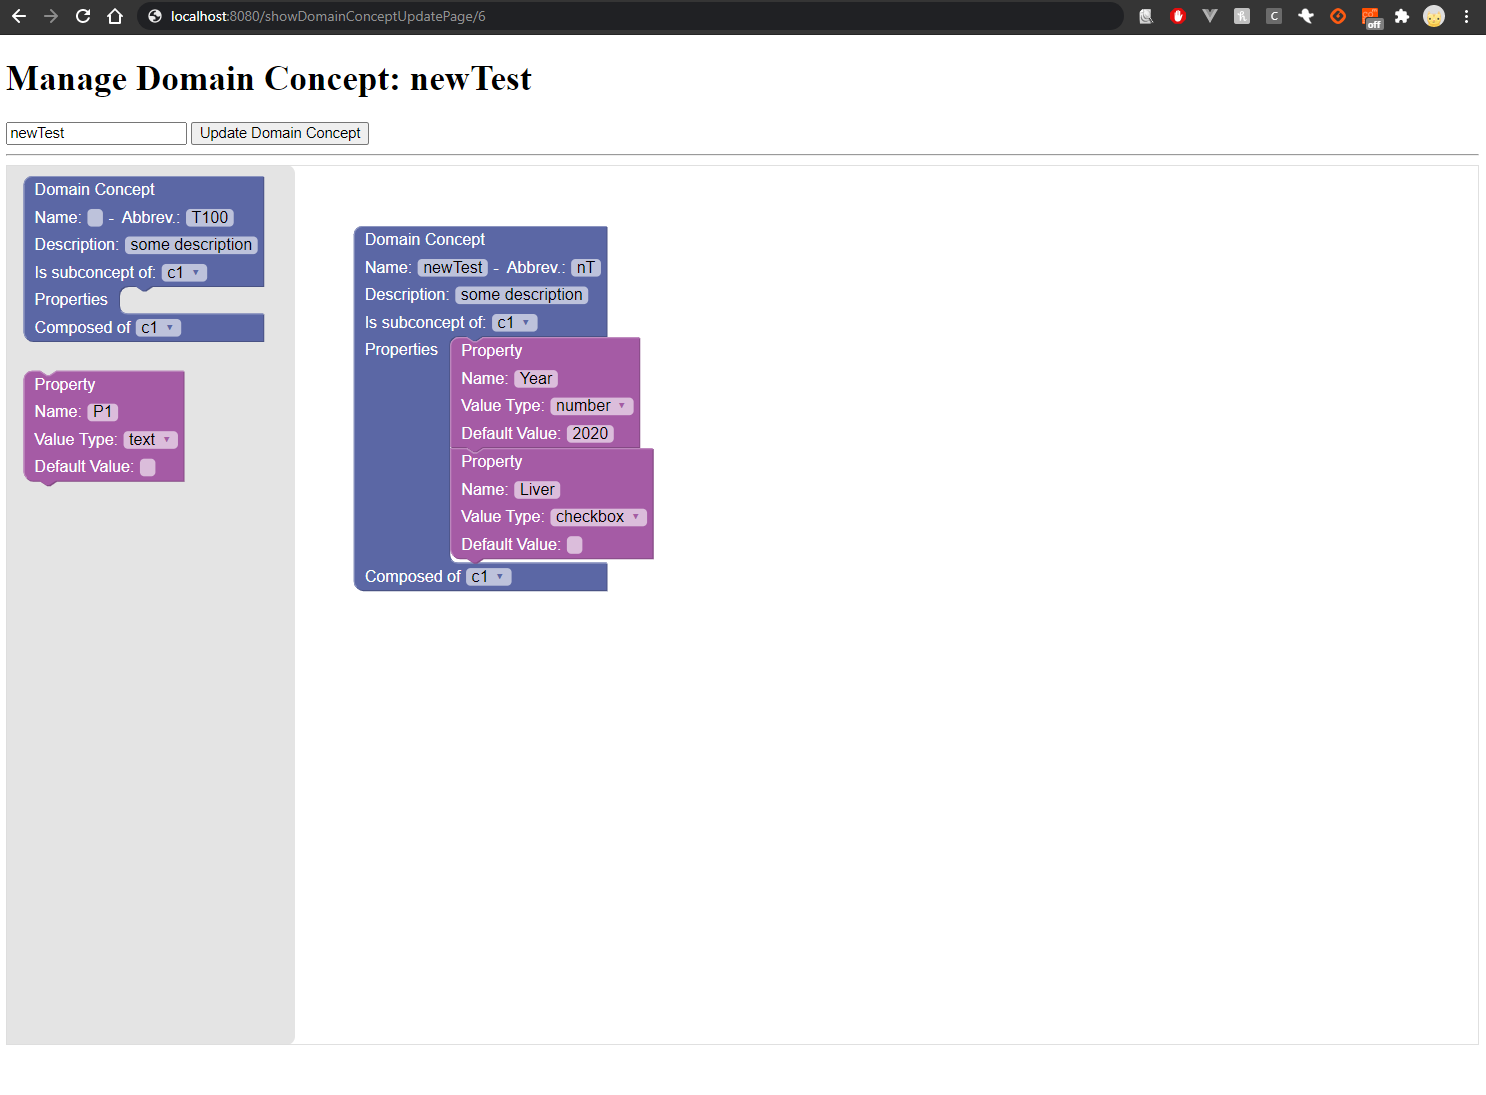 localhost:8080/showDomainConceptUpdatePage/6
off
Manage Domain Concept: newTest
newTest Update Domain Concept
Domain Concept
Name: - Abbrev.: T100
Description: some description
Is subconcept of: c1
Properties
Composed of c1
Property
Name: P1
Value Type: text
Default Value:
Domain Concept
Name: newTest - Abbrev.: nT
Description: some description
Is subconcept of: c1
Properties
Property
Name: Year
Value Type: number
Default Value: 2020
Property
Name: Liver
Value Type: checkbox
Default Value:
Composed of c1